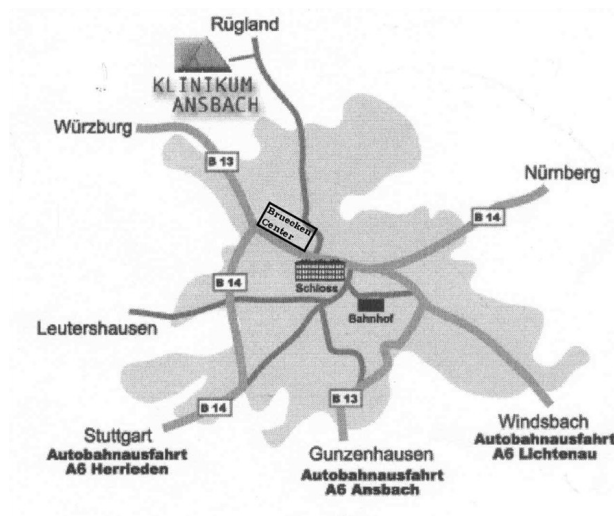 Rügland
KLINIKUM
ANSBACH
Würzburg
B 13
Nürnberg
B 14
Bruecken
Center
Schloss
B 14
Bahnhof
Leutershausen
B 14
B 13
Stuttgart
Autobahnausfahrt
A6 Herrieden
Gunzenhausen
Autobahnausfahrt
A6 Ansbach
Windsbach
Autobahnausfahrt
A6 Lichtenau